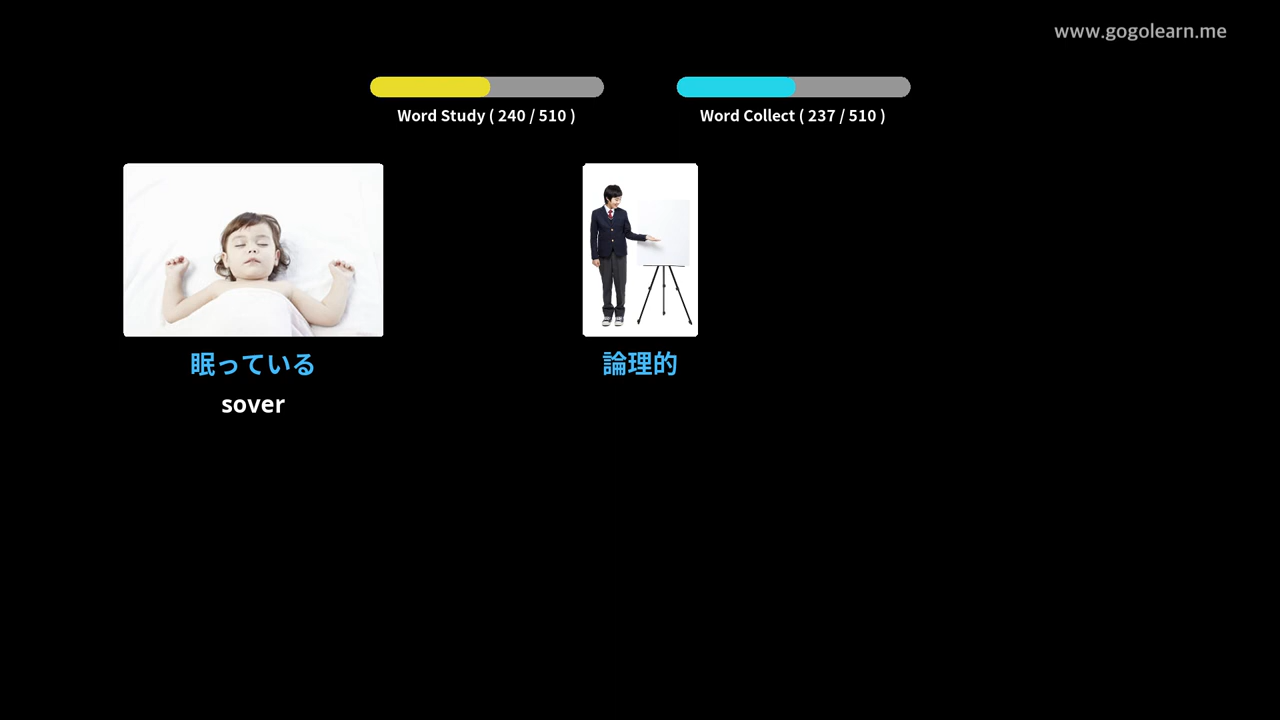 www.gogolearn.me
Word Study ( 240 / 510 )
Word Collect ( 237 / 510 )
眠っている
sover
論理的